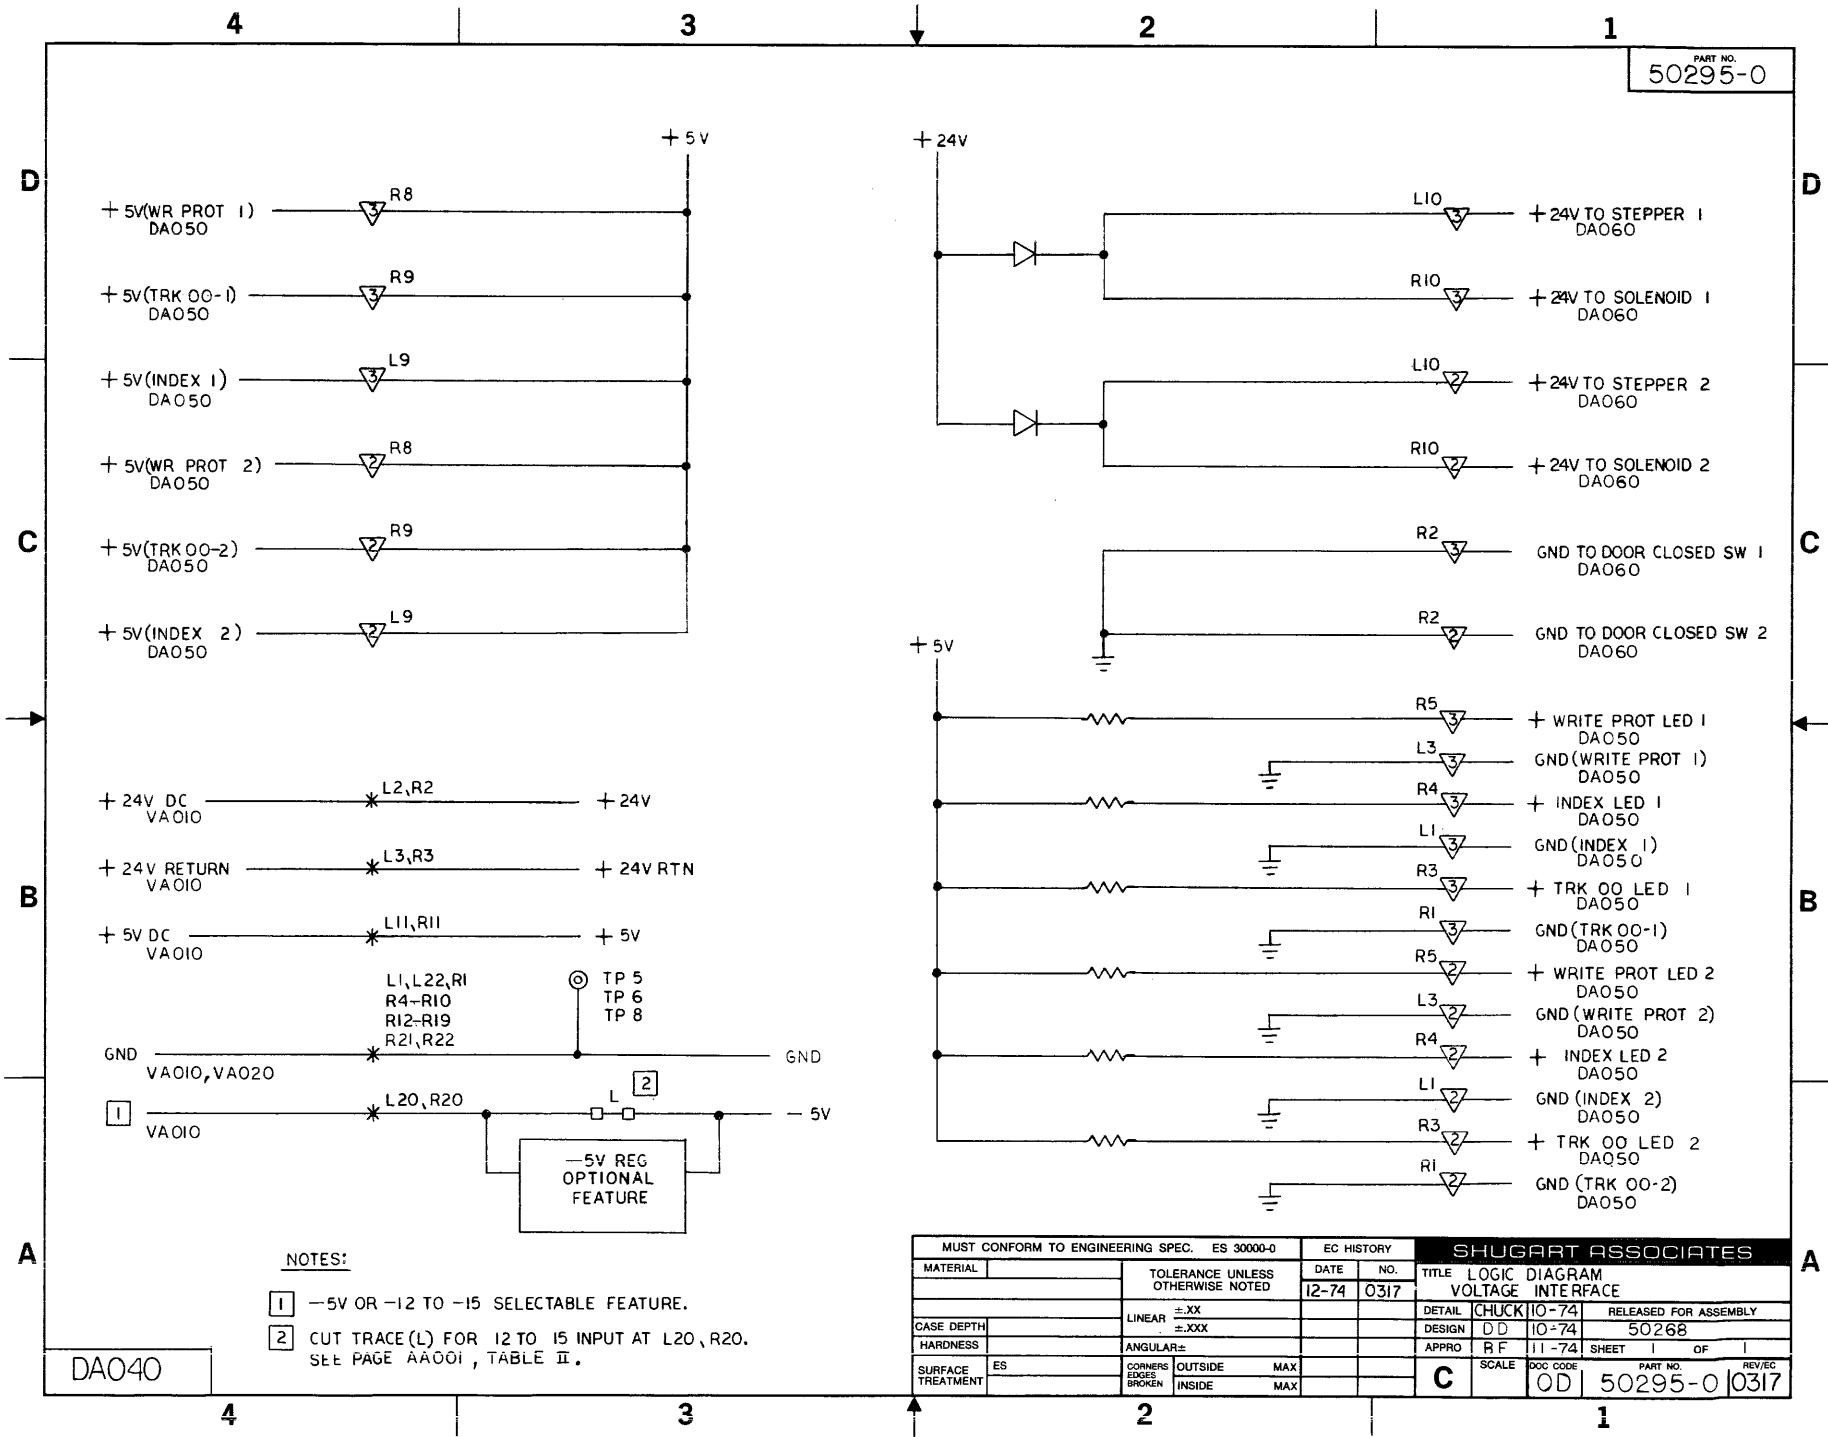 4 3 2 1
PART NO.
50295-0
D
D
+5V
+5V(WR PROT 1)
DA050
3
R8
+5V(TRK 00-1)
DA050
3
R9
+5V(INDEX 1)
DA050
3
L9
+5V(WR PROT 2)
DA050
2
R8
C
+5V(TRK 00-2)
DA050
2
R9
+5V(INDEX 2)
DA050
2
L9
+24V
L10
3
+24V TO STEPPER 1
DA060
R10
3
+24V TO SOLENOID 1
DA060
L10
2
+24V TO STEPPER 2
DA060
R10
2
+24V TO SOLENOID 2
DA060
R2
3
GND TO DOOR CLOSED SW 1
DA060
C
R2
2
GND TO DOOR CLOSED SW 2
DA060
+5V
R5
3
+ WRITE PROT LED 1
DA050
L3
3
GND(WRITE PROT 1)
DA050
R4
3
+ INDEX LED 1
DA050
L1
3
GND(INDEX 1)
DA050
R3
3
+ TRK 00 LED 1
DA050
B
R1
3
GND(TRK 00-1)
DA050
R5
2
+ WRITE PROT LED 2
DA050
L3
2
GND(WRITE PROT 2)
DA050
R4
2
+ INDEX LED 2
DA050
L1
2
GND (INDEX 2)
DA050
R3
2
+ TRK 00 LED 2
DA050
R1
2
GND (TRK 00-2)
DA050
+24V DC
VA010
L2,R2
+24V
+24V RETURN
VA010
L3,R3
+24V RTN
B
+5V DC
VA010
L11,R11
+5V
L1,L22,R1
R4-R10
R12-R19
R21,R22
TP 5
TP 6
TP 8
GND
VA010,VA020
GND
1
VA010
L20,R20
L
2
-5V
-5V REG
OPTIONAL
FEATURE
A
NOTES:
1 -5V OR -12 TO -15 SELECTABLE FEATURE.
2 CUT TRACE(L) FOR 12 TO 15 INPUT AT L20, R20.
SEE PAGE AA001, TABLE II.
DA040
A
MUST CONFORM TO ENGINEERING SPEC. ES 30000-0
MATERIAL
TOLERANCE UNLESS
OTHERWISE NOTED
LINEAR
±.XX
±.XXX
CASE DEPTH
HARDNESS
ANGULAR±
SURFACE
TREATMENT
ES
CORNERS
EDGES
BROKEN
OUTSIDE MAX
INSIDE MAX
EC HISTORY
DATE NO.
12-74 0317
SHUGART ASSOCIATES
TITLE LOGIC DIAGRAM
VOLTAGE INTERFACE
DETAIL CHUCK 10-74 RELEASED FOR ASSEMBLY
DESIGN DD 10-74 50268
APPRO RF 11-74 SHEET 1 OF 1
C
SCALE
DOC CODE
OD
PART NO.
50295-0
REV/EC
0317
4 3 2 1